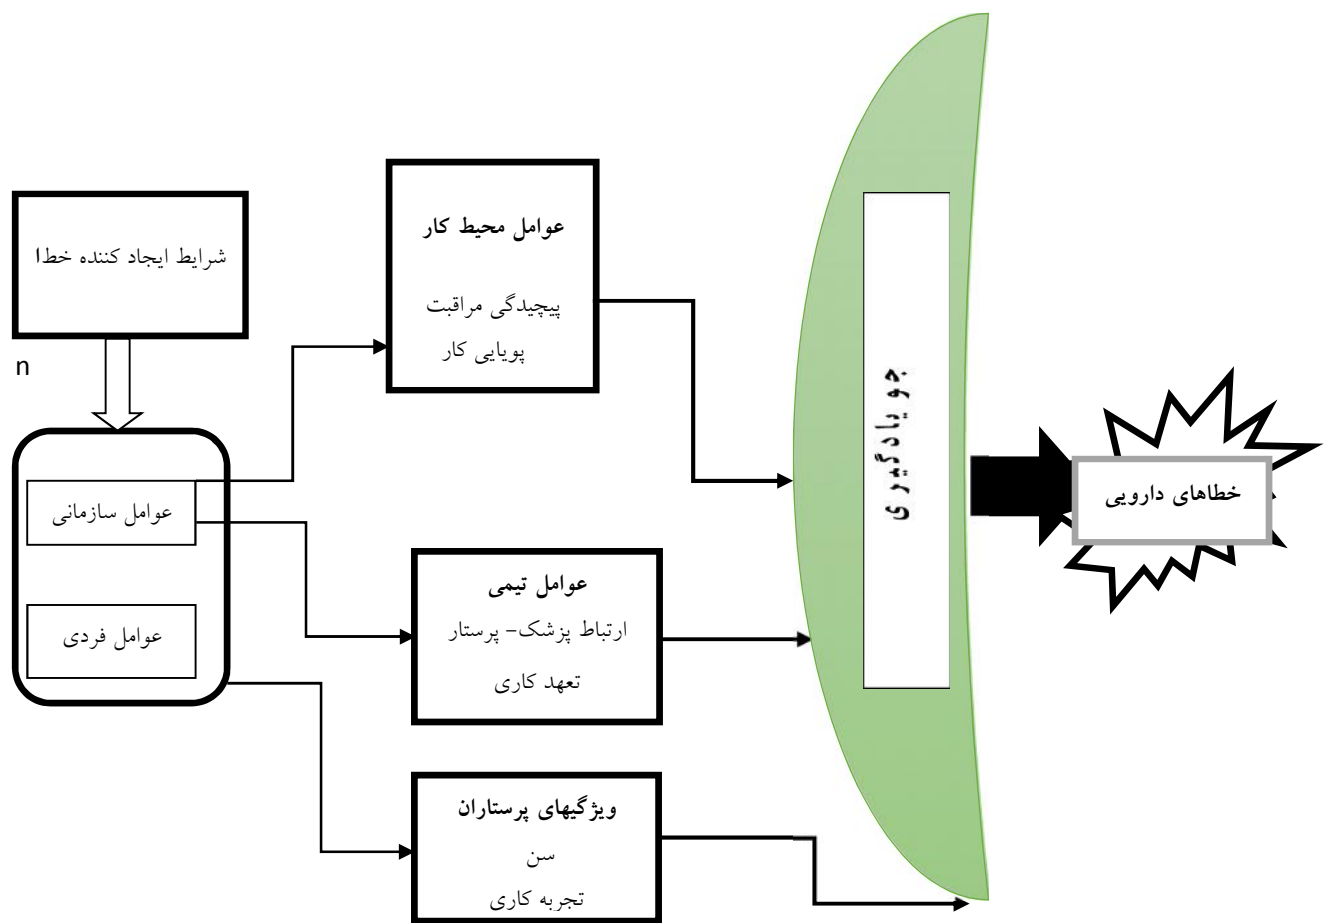 شرایط ایجاد کننده خطا
n
عوامل سازمانی
عوامل فردی
عوامل محیط کار
پیچیدگی مراقبت
پویایی کار
عوامل تیمی
ارتباط پزشک- پرستار
تعهد کاری
ویژگیهای پرستاران
سن
تجربه کاری
جو یادگیری
خطاهای دارویی